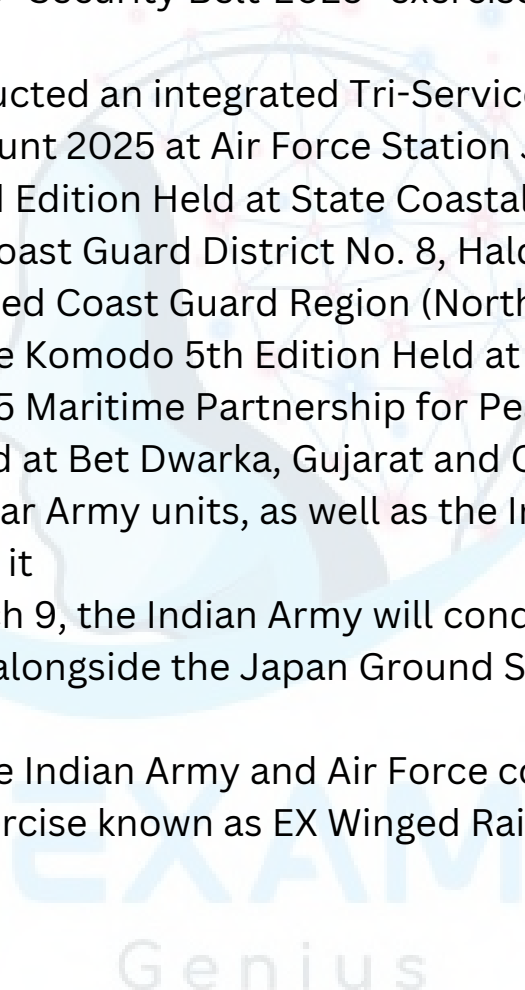 Security Belt 2025" exercise
ucted an integrated Tri-Service
unt 2025 at Air Force Station
Edition Held at State Coastal
oast Guard District No. 8, Hald
ed Coast Guard Region (North
e Komodo 5th Edition Held at
5 Maritime Partnership for Pe
d at Bet Dwarka, Gujarat and
ar Army units, as well as the I
it
h 9, the Indian Army will cond
alongside the Japan Ground S
e Indian Army and Air Force co
rcise known as EX Winged Rai
EXAM
Genius